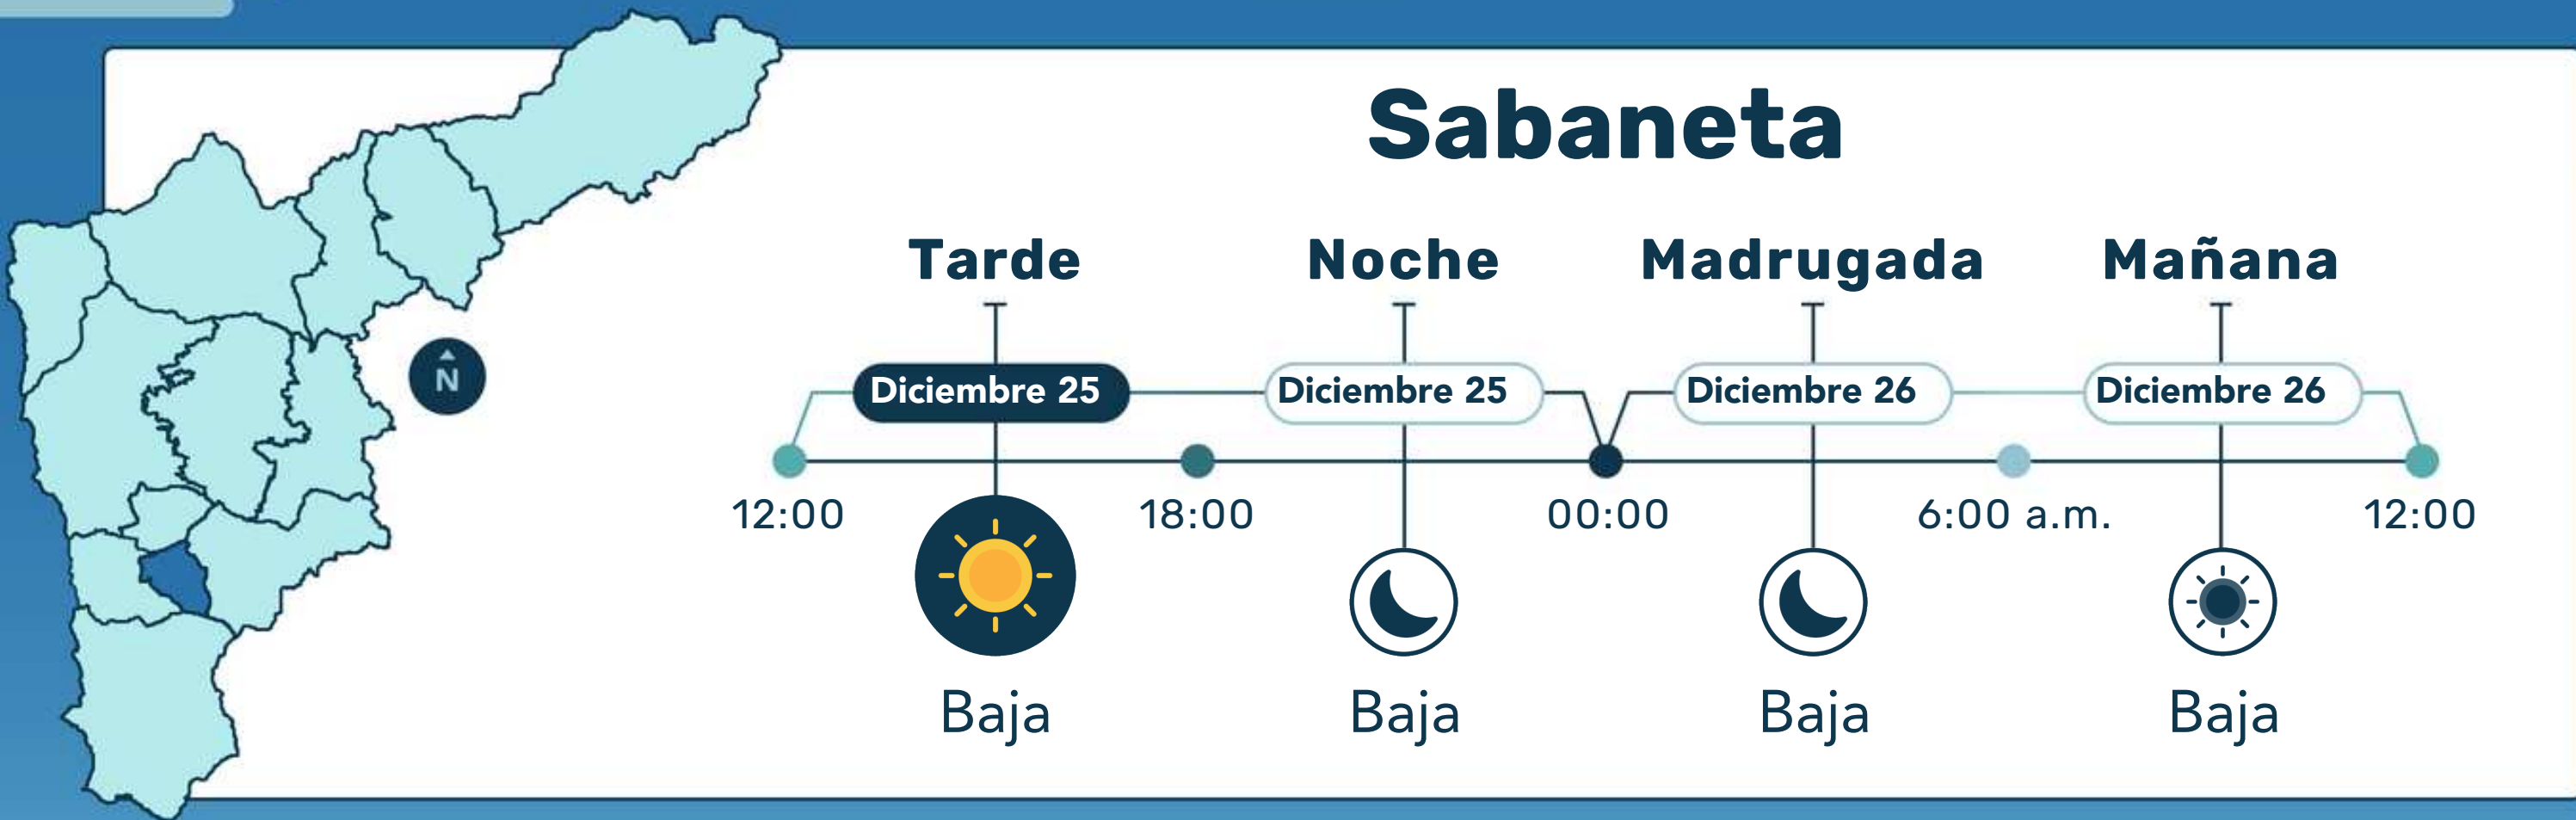 Sabaneta
Tarde
Noche
Madrugada
Mañana
Diciembre 25
Diciembre 25
Diciembre 26
Diciembre 26
N
12:00
18:00
00:00
6:00 a.m.
12:00
Baja
Baja
Baja
Baja